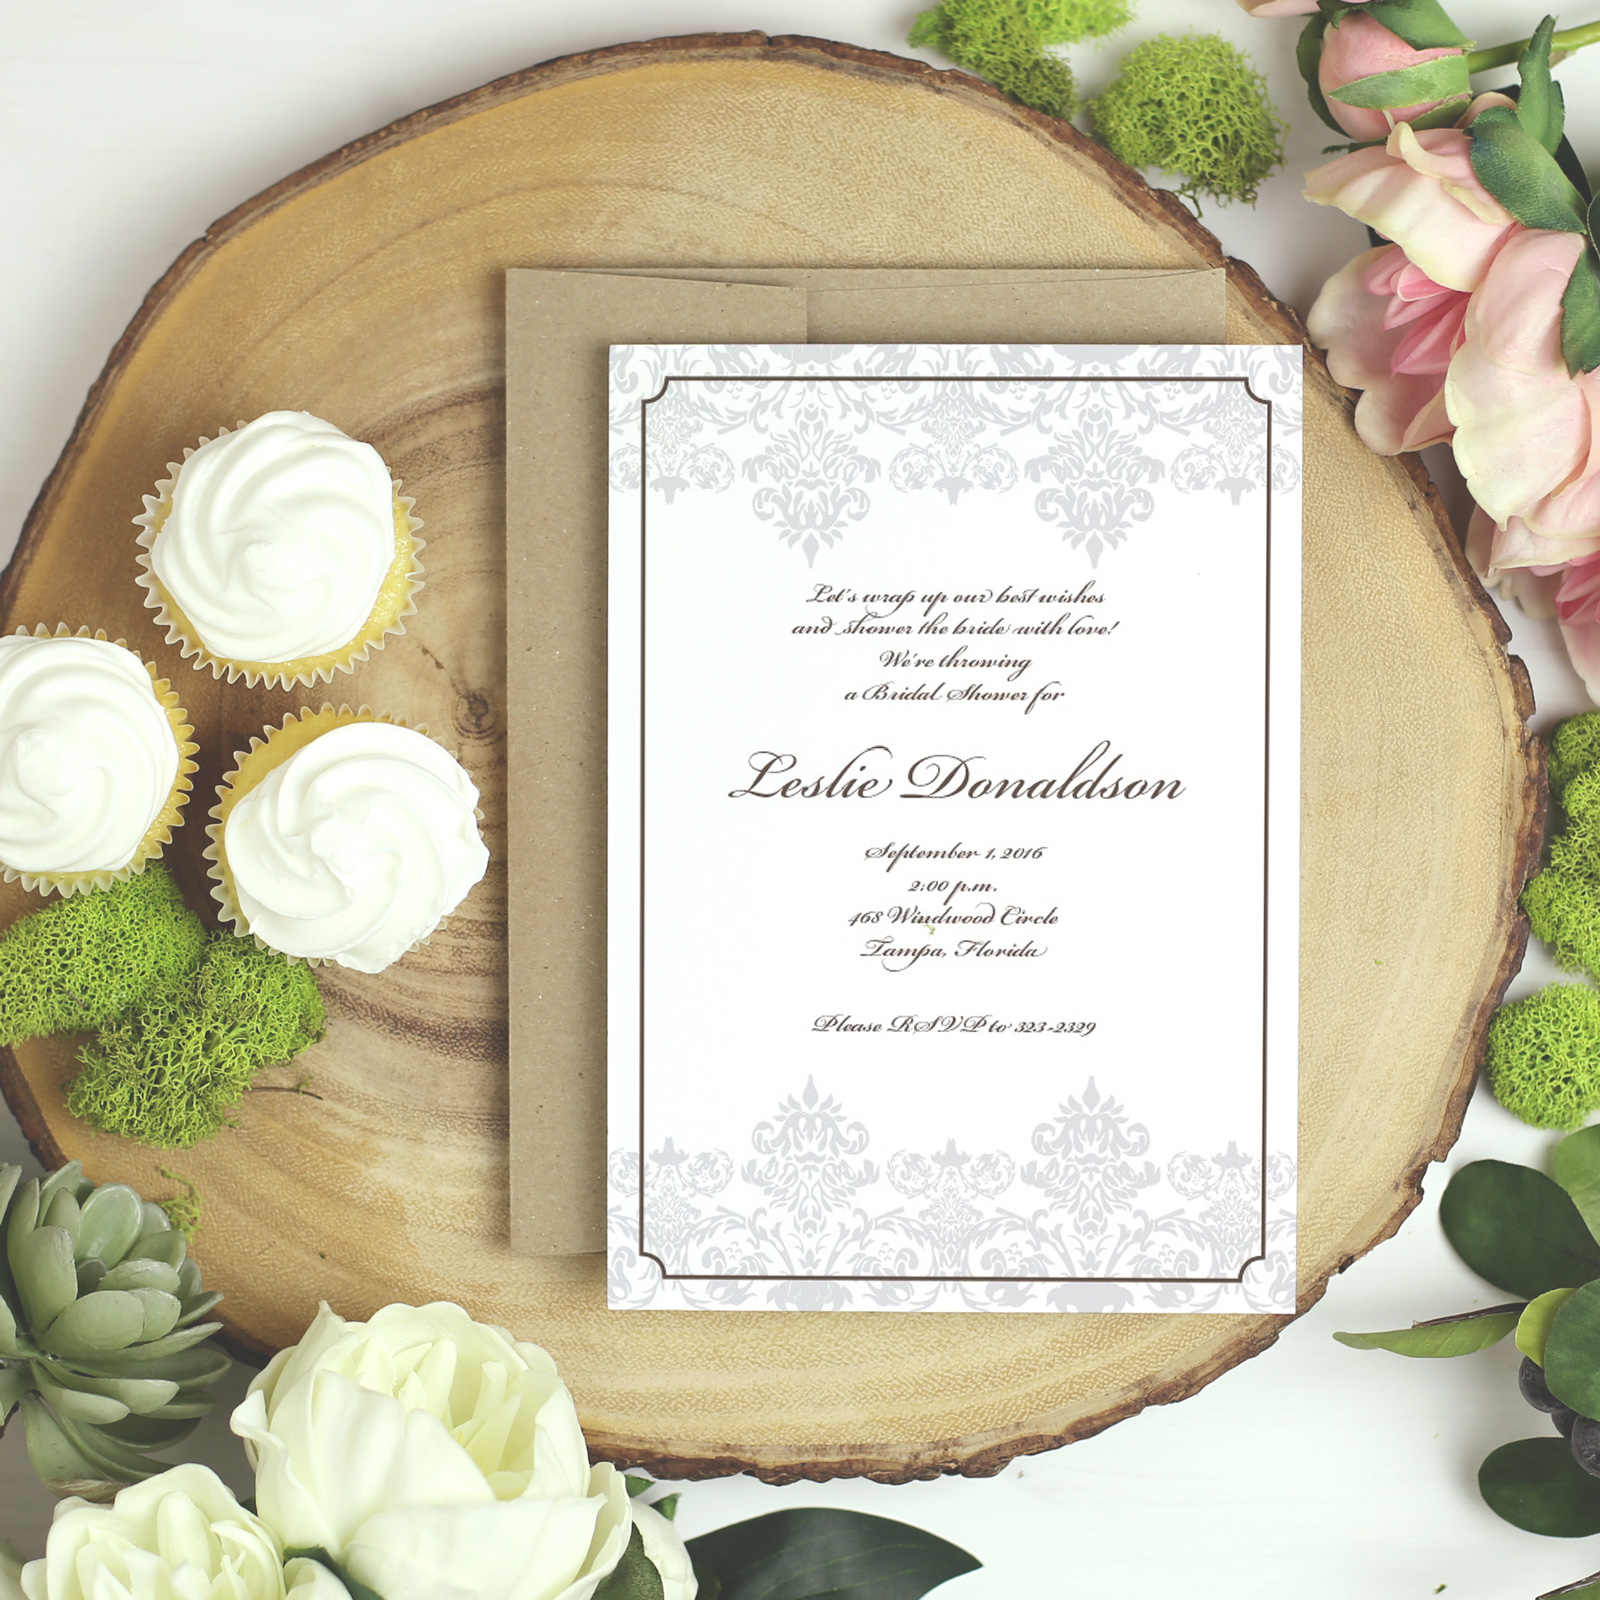 Let's wrap up our best wishes
and shower the bride with love!
We're throwing
a Bridal Shower for
Leslie Donaldson
September 1, 2016
2:00 p.m.
468 Windwood Circle
Tampa, Florida
Please RSVP to 323-2329